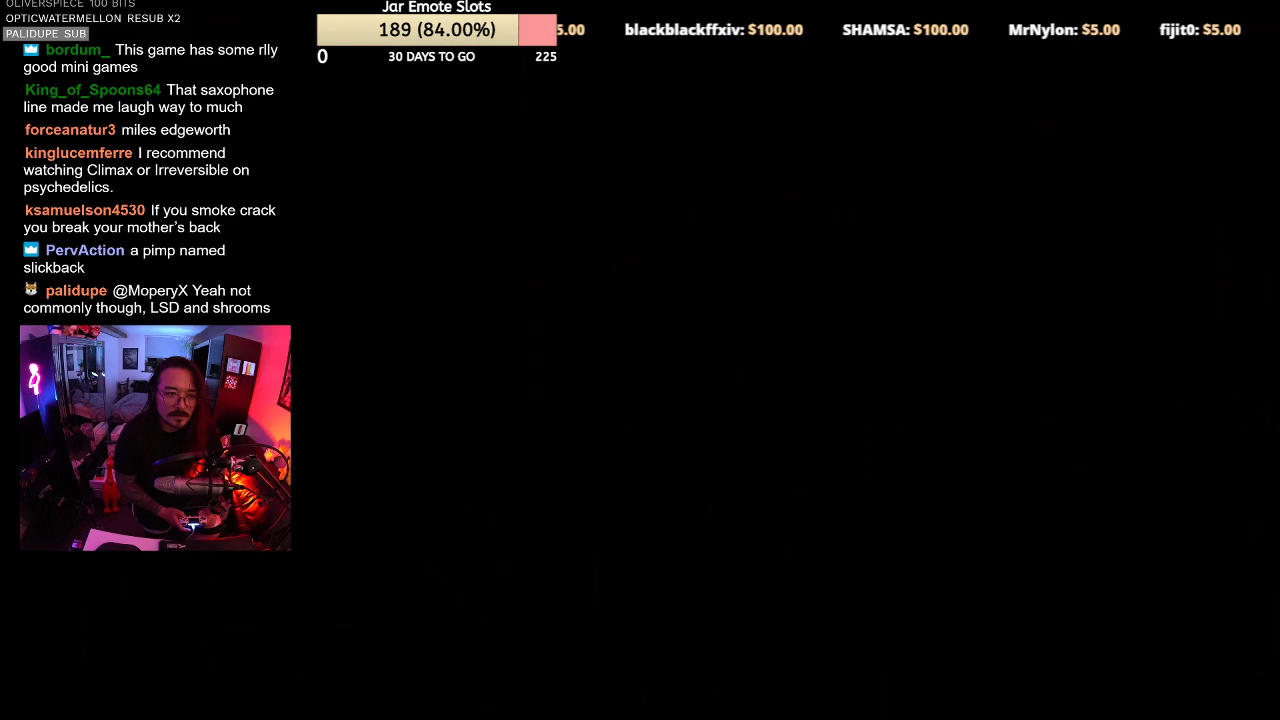 OLIVERSPIECE 100 BITS
OPTICWATERMELLON RESUB X2
PALIDUPE SUB
bordum_ This game has some rlly
good mini games
King_of_Spoons64 That saxophone
line made me laugh way to much
forceanatur3 miles edgeworth
kinglucemferre I recommend
watching Climax or Irreversible on
psychedelics.
ksamuelson4530 If you smoke crack
you break your mother's back
PervAction a pimp named
slickback
palidupe @MoperyX Yeah not
commonly though, LSD and shrooms
Jar Emote Slots
189 (84.00%)
0 30 DAYS TO GO 225
5.00 blackblackffxiv: $100.00 SHAMSA: $100.00 MrNylon: $5.00 fijit0: $5.00